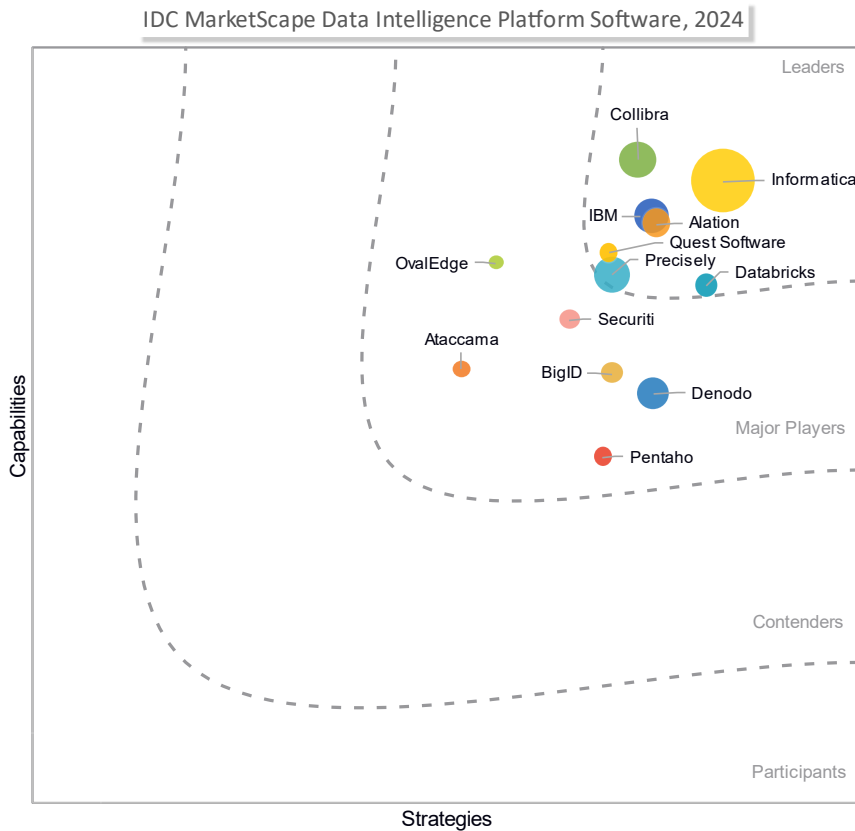 IDC MarketScape Data Intelligence Platform Software, 2024
Leaders
Collibra
Informatica
IBM
Alation
Quest Software
Precisely
OvalEdge
Databricks
Securiti
Ataccama
BigID
Denodo
Major Players
Pentaho
Capabilities
Contenders
Participants
Strategies